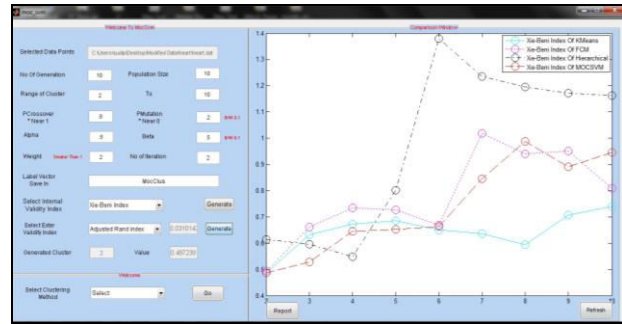 Welcome To MocClus
Selected Data Points
No Of Generation 10 Population Size 10
Range of Cluster 2 To 10
PCrossover *Near 1
PMutation *Near 0
Alpha .5 Beta
Weight 2 No of Iteration 2
Label Vector Save In MocClus
Select Internal Validity Index Xie-Beni Index Generate
Select Exter Validity Index Adjusted Rand Index Generate
Generated Cluster 2 Value
Welcome
Select Clustering Method Select Go
Comparison Window
Xie-Beni Index Of KMeans
Xie-Beni Index Of FCM
Xie-Beni Index Of Hierarchical
Xie-Beni Index Of MOCSVM
1.4
1.3
1.2
1.1
1
0.9
0.8
0.7
0.6
0.5
0.4
2 3 4 5 6 7 8 9 10
Report
Refresh